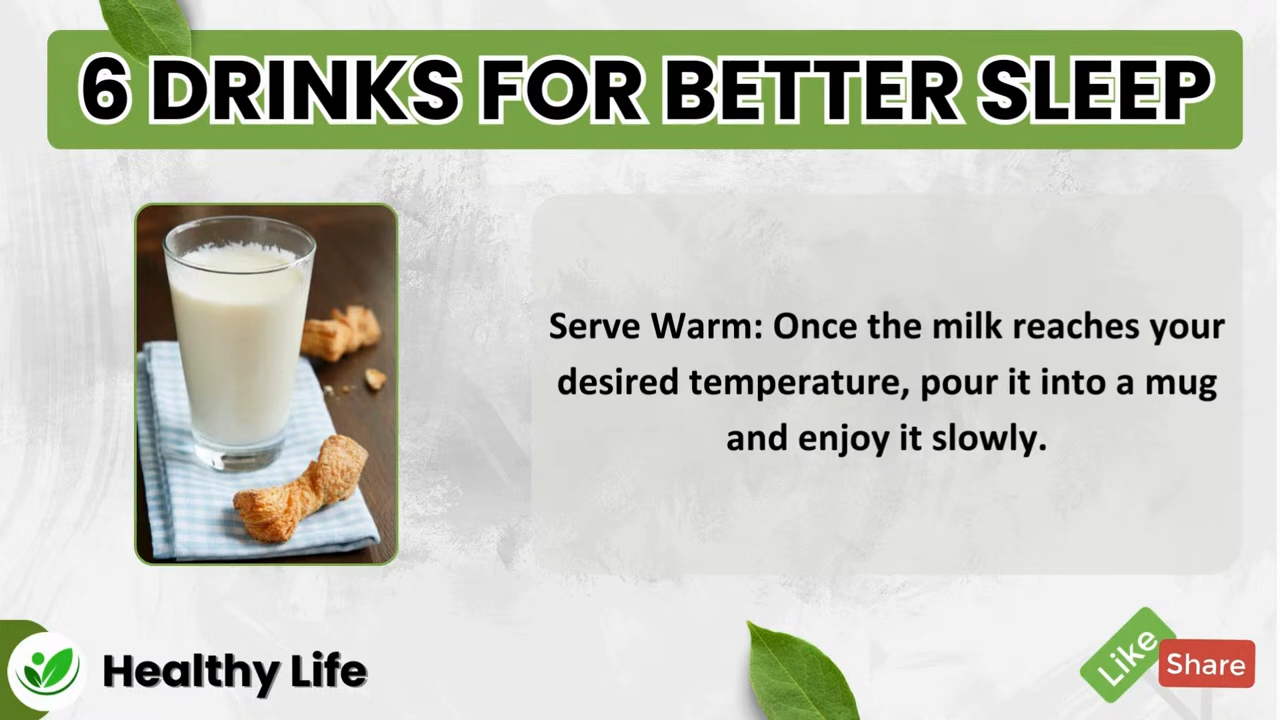 6 DRINKS FOR BETTER SLEEP
Serve Warm: Once the milk reaches your
desired temperature, pour it into a mug
and enjoy it slowly.
Healthy Life
Like
Share